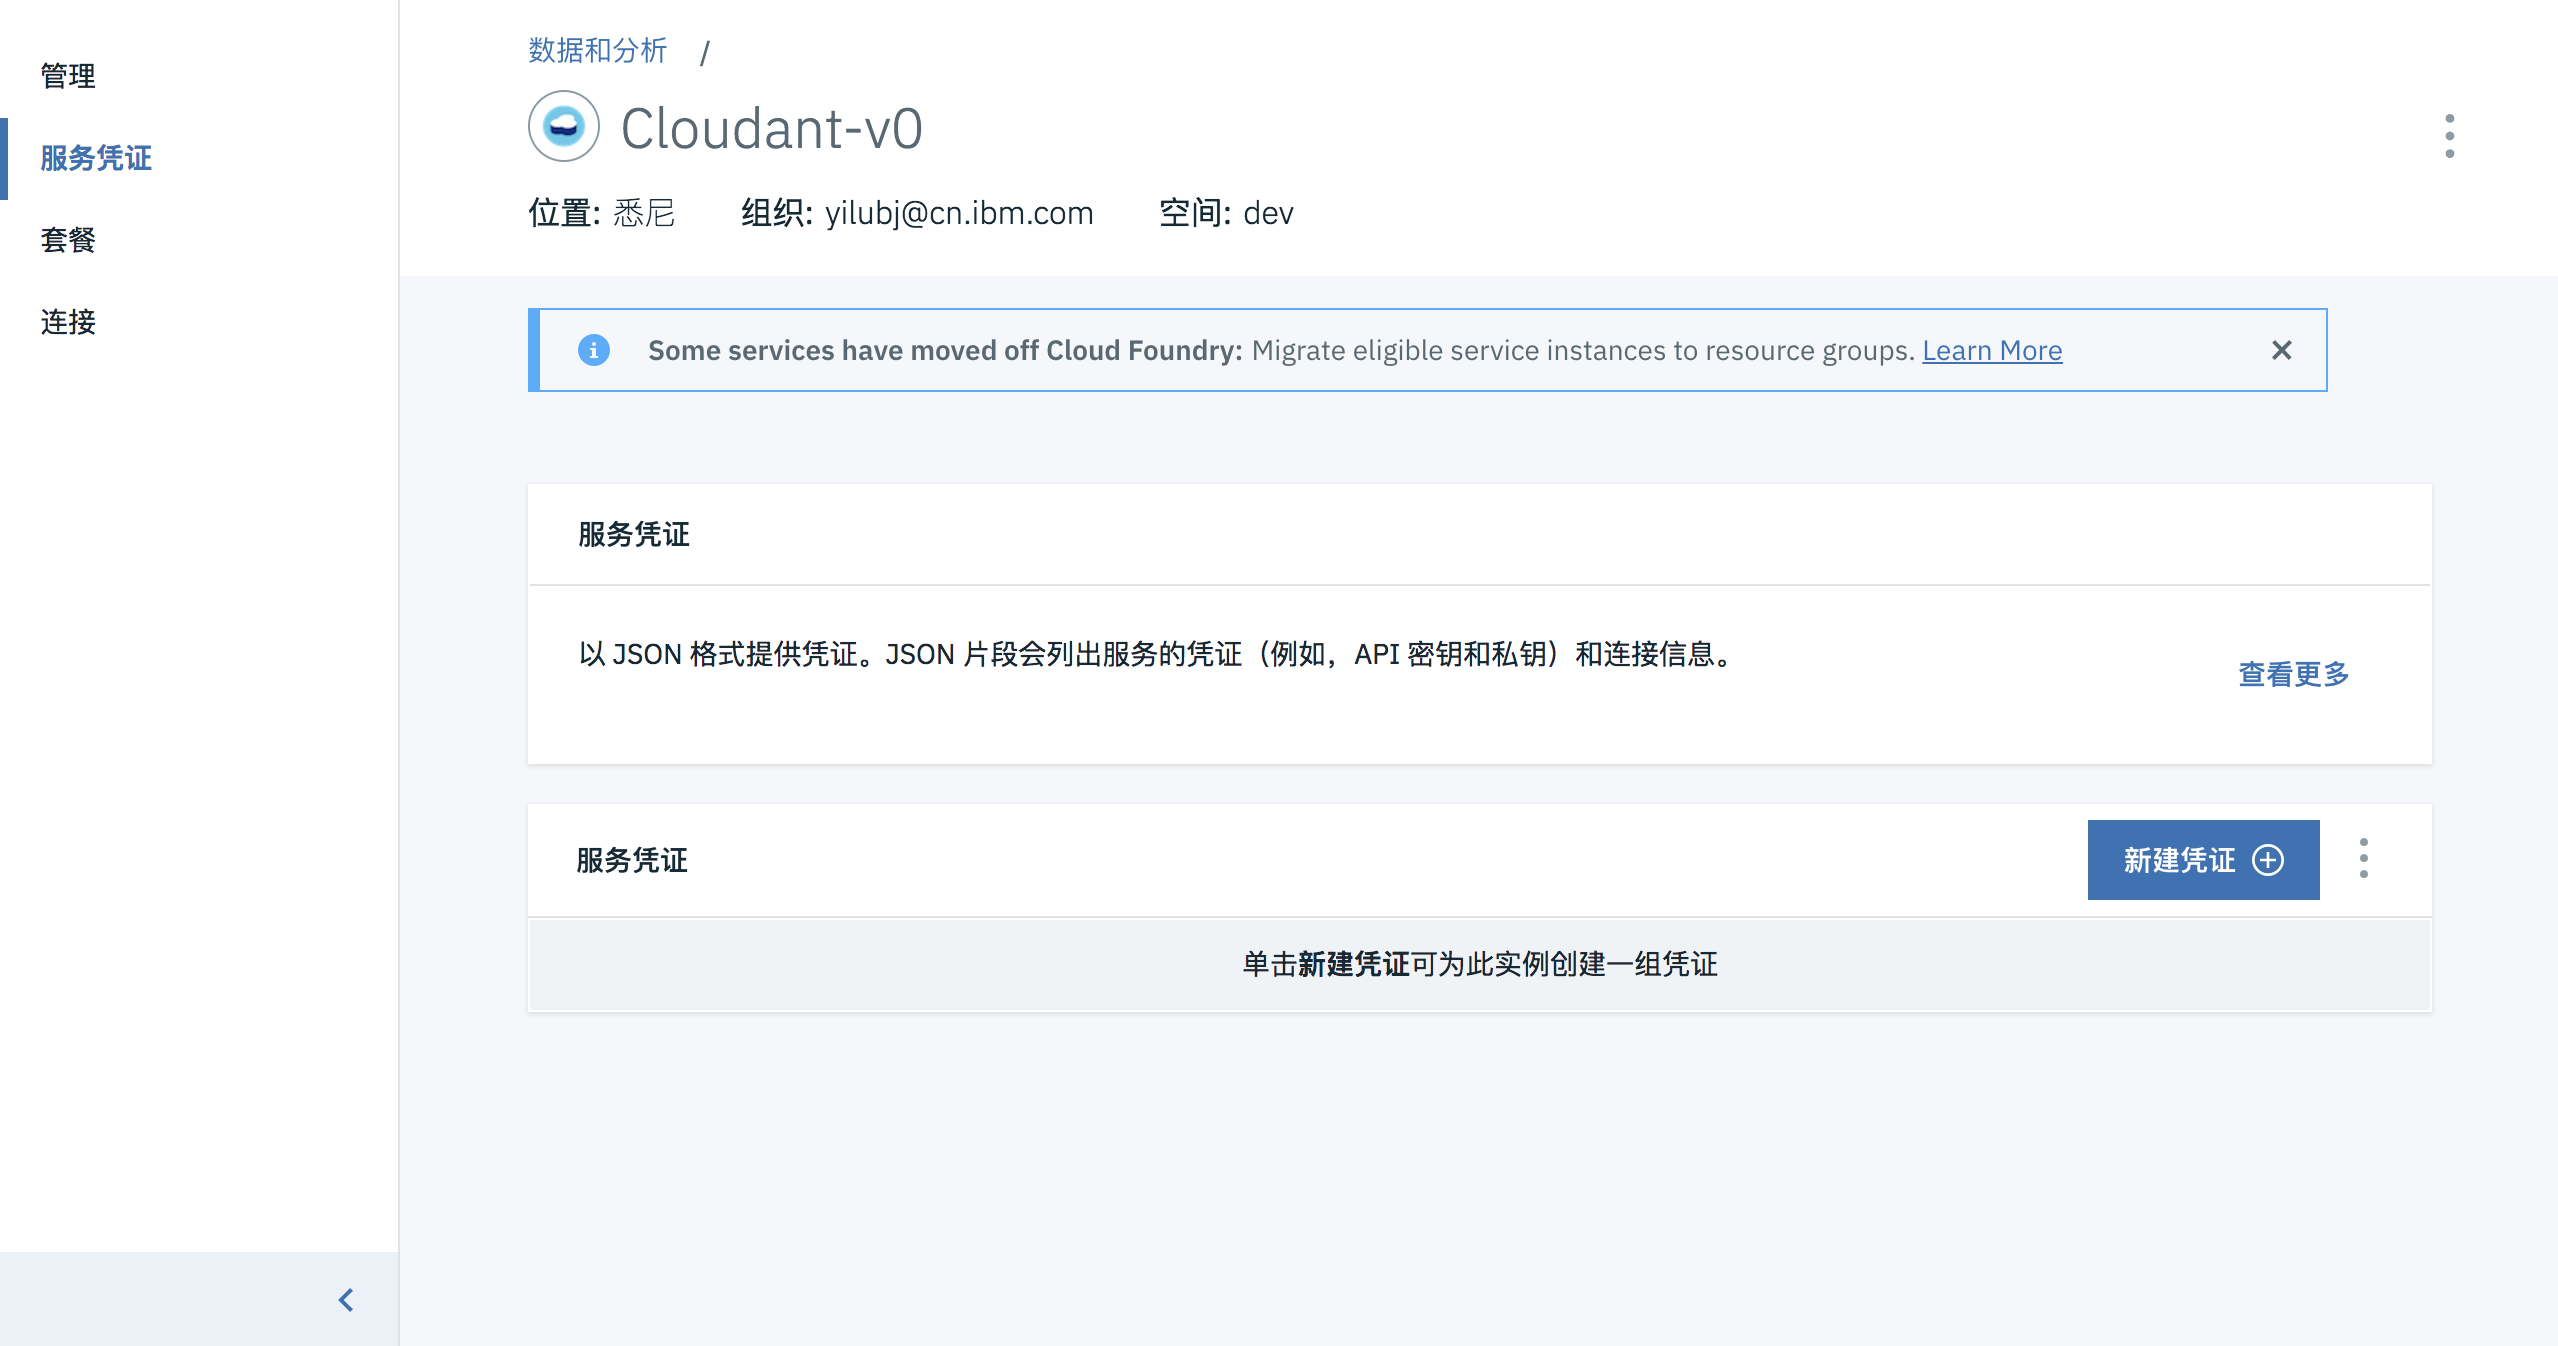 管理
服务凭证
套餐
连接
数据和分析 /
Cloudant-v0
位置: 悉尼 组织: yilubj@cn.ibm.com 空间: dev
Some services have moved off Cloud Foundry: Migrate eligible service instances to resource groups. Learn More
服务凭证
以 JSON 格式提供凭证。JSON 片段会列出服务的凭证（例如，API 密钥和私钥）和连接信息。
查看更多
服务凭证
新建凭证
单击新建凭证可为此实例创建一组凭证